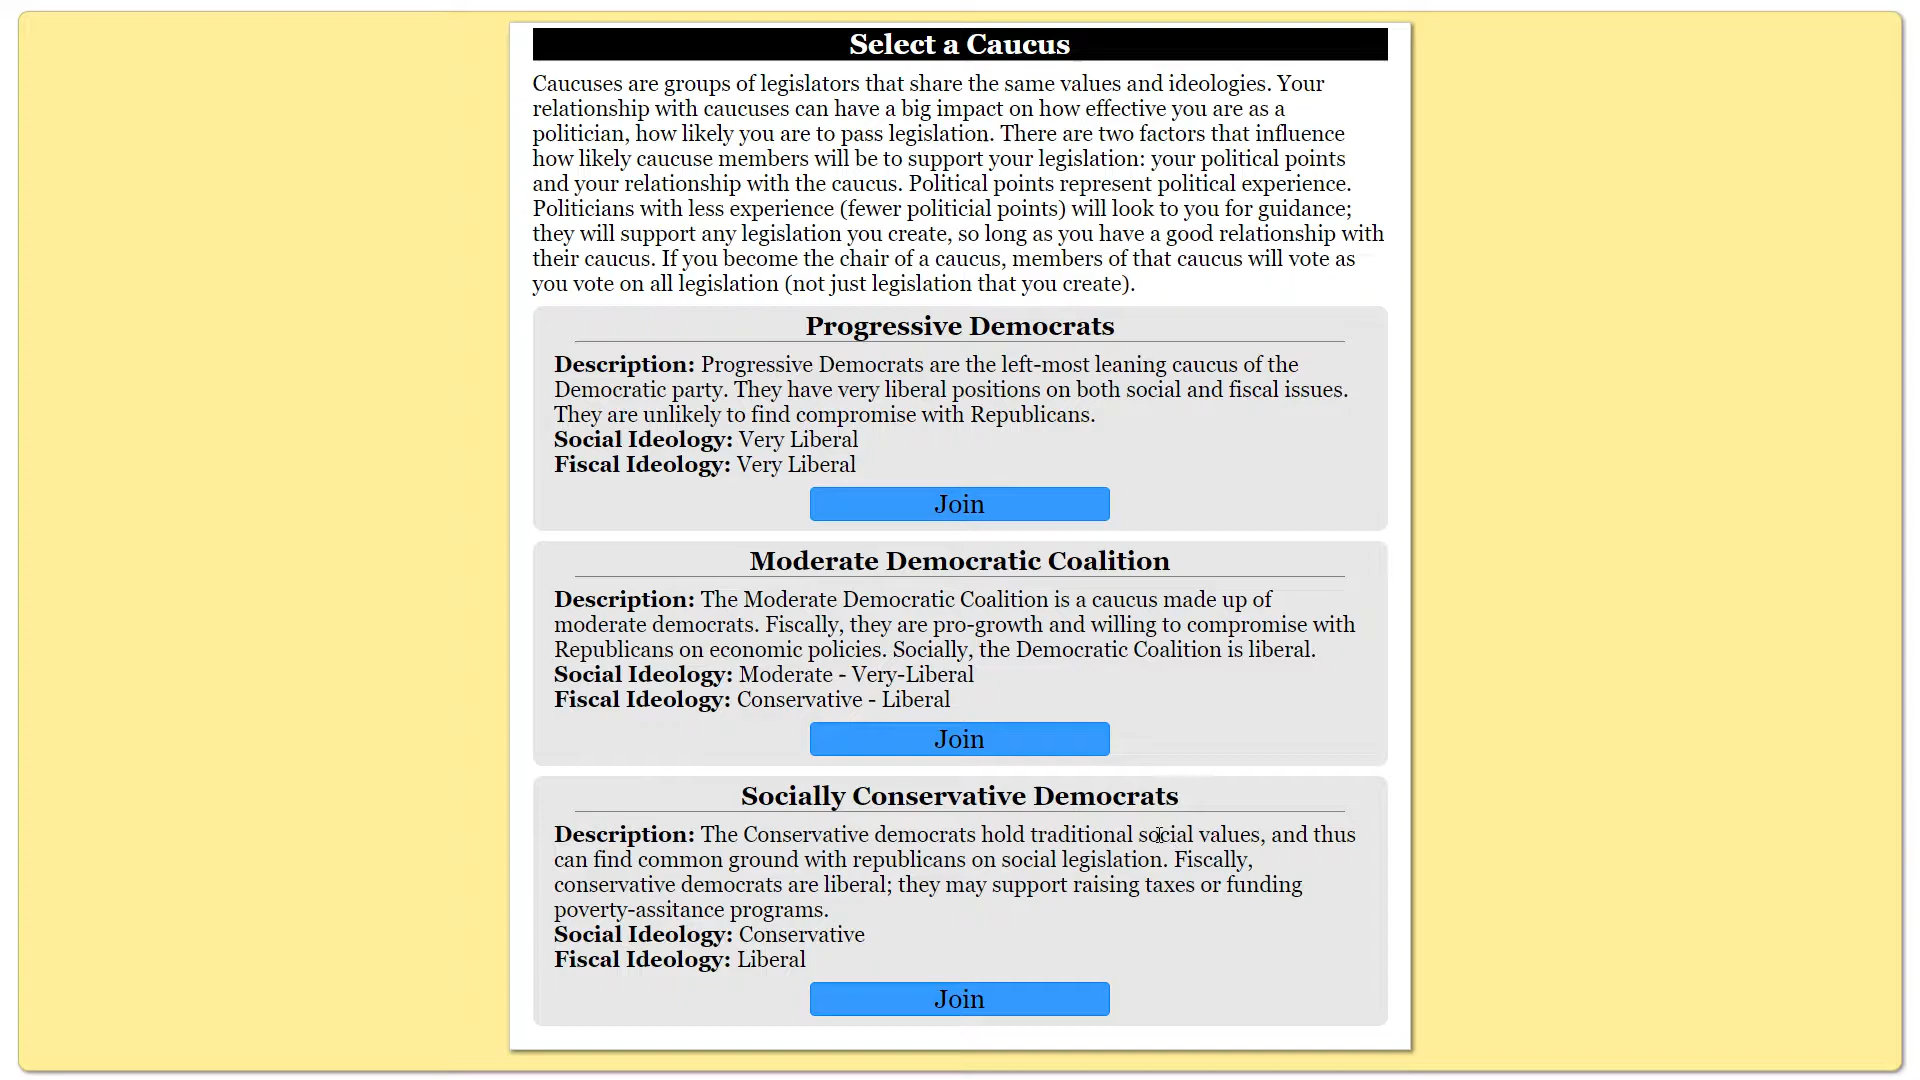 Select a Caucus
Caucuses are groups of legislators that share the same values and ideologies. Your
relationship with caucuses can have a big impact on how effective you are as a
politician, how likely you are to pass legislation. There are two factors that influence
how likely caucuse members will be to support your legislation: your political points
and your relationship with the caucus. Political points represent political experience.
Politicians with less experience (fewer politicial points) will look to you for guidance;
they will support any legislation you create, so long as you have a good relationship with
their caucus. If you become the chair of a caucus, members of that caucus will vote as
you vote on all legislation (not just legislation that you create).
Progressive Democrats
Description: Progressive Democrats are the left-most leaning caucus of the
Democratic party. They have very liberal positions on both social and fiscal issues.
They are unlikely to find compromise with Republicans.
Social Ideology: Very Liberal
Fiscal Ideology: Very Liberal
Join
Moderate Democratic Coalition
Description: The Moderate Democratic Coalition is a caucus made up of
moderate democrats. Fiscally, they are pro-growth and willing to compromise with
Republicans on economic policies. Socially, the Democratic Coalition is liberal.
Social Ideology: Moderate - Very-Liberal
Fiscal Ideology: Conservative - Liberal
Join
Socially Conservative Democrats
Description: The Conservative democrats hold traditional social values, and thus
can find common ground with republicans on social legislation. Fiscally,
conservative democrats are liberal; they may support raising taxes or funding
poverty-assitance programs.
Social Ideology: Conservative
Fiscal Ideology: Liberal
Join